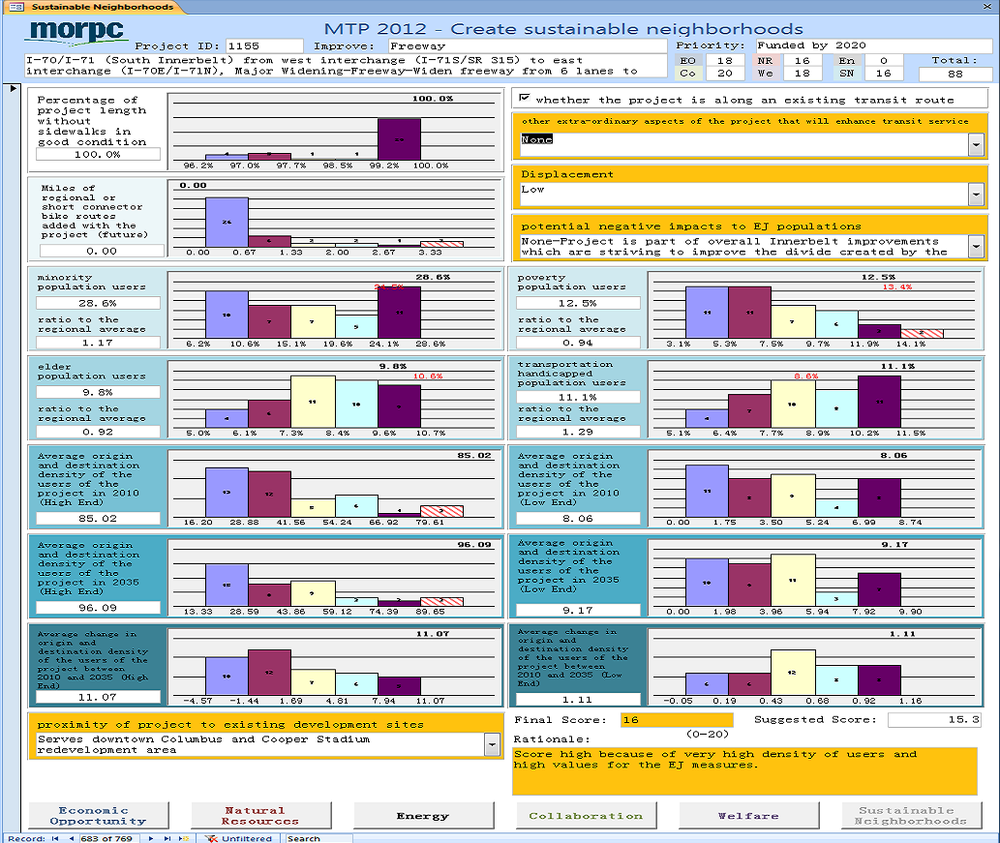 Sustainable Neighborhoods
morpc
MTP 2012 - Create sustainable neighborhoods
Project ID: 1155 Improve: Freeway
Priority: Funded by 2020
I-70/I-71 (South Innerbelt) from west interchange (I-71S/SR 315) to east
interchange (I-70E/I-71N), Major Widening-Freeway-Widen freeway from 6 lanes to
EO 18 NR 16 En 0 Total:
Co 20 We 18 SN 16 88
Percentage of
project length
without
sidewalks in
good condition
100.0%
100.0%
96.2% 97.0% 97.7% 98.5% 99.2% 100.0%
whether the project is along an existing transit route
other extra-ordinary aspects of the project that will enhance transit service
None
Displacement
Low
potential negative impacts to EJ populations
None-Project is part of overall Innerbelt improvements
which are striving to improve the divide created by the
Miles of
regional or
short connector
bike routes
added with the
project (future)
0.00
0.00
26
0.00 0.67 1.33 2.00 2.67 3.33
minority
population users
28.6%
ratio to the
regional average
1.17
28.6%
10 7 7 5 11
6.2% 10.6% 15.1% 19.6% 24.1% 28.6%
poverty
population users
12.5%
ratio to the
regional average
0.94
12.5%
13.4%
11 11 7 6
3.1% 5.3% 7.5% 9.7% 11.9% 14.1%
elder
population users
9.8%
ratio to the
regional average
0.92
9.8%
10.6%
4 6 11 10
5.0% 6.1% 7.3% 8.4% 9.6% 10.7%
transportation
handicapped
population users
11.1%
ratio to the
regional average
1.29
11.1%
8.6%
4 7 10 8 11
5.1% 6.4% 7.7% 8.9% 10.2% 11.5%
Average origin
and destination
density of the
users of the
project in 2010
(High End)
85.02
85.02
13 12 5 6
16.20 28.88 41.56 54.24 66.92 79.61
Average origin
and destination
density of the
users of the
project in 2010
(Low End)
8.06
8.06
11 8 9 4 8
0.00 1.75 3.50 5.24 6.99 8.74
Average origin
and destination
density of the
users of the
project in 2035
(High End)
96.09
96.09
15 8 9
13.33 28.59 43.86 59.12 74.39 89.65
Average origin
and destination
density of the
users of the
project in 2035
(Low End)
9.17
9.17
10 9 11 3 7
0.00 1.98 3.96 5.94 7.92 9.90
Average change in
origin and
destination density
of the users of the
project between
2010 and 2035 (High
End)
11.07
11.07
10 12 7 6 5
-4.57 -1.44 1.69 4.81 7.94 11.07
Average change in
origin and
destination density
of the users of the
project between
2010 and 2035 (Low
End)
1.11
1.11
6 6 12 8 8
-0.05 0.19 0.43 0.68 0.92 1.16
proximity of project to existing development sites
Serves downtown Columbus and Cooper Stadium
redevelopment area
Final Score: 16 Suggested Score: 15.3
(0-20)
Rationale:
Score high because of very high density of users and
high values for the EJ measures.
Economic
Opportunity
Natural
Resources
Energy
Collaboration
Welfare
Sustainable
Neighborhoods
Record: 683 of 769 Unfiltered Search